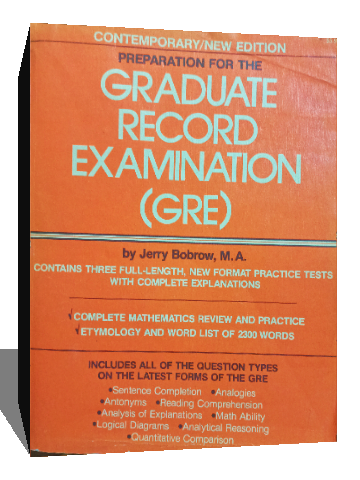 CONTEMPORARY/NEW EDITION
PREPARATION FOR THE
GRADUATE
RECORD
EXAMINATION
(GRE)
by Jerry Bobrow, M.A.
CONTAINS THREE FULL-LENGTH, NEW FORMAT PRACTICE TESTS
WITH COMPLETE EXPLANATIONS
√COMPLETE MATHEMATICS REVIEW AND PRACTICE
√ETYMOLOGY AND WORD LIST OF 2300 WORDS
INCLUDES ALL OF THE QUESTION TYPES
ON THE LATEST FORMS OF THE GRE
•Sentence Completion •Analogies
•Antonyms •Reading Comprehension
•Analysis of Explanations •Math Ability
•Logical Diagrams •Analytical Reasoning
•Quantitative Comparison